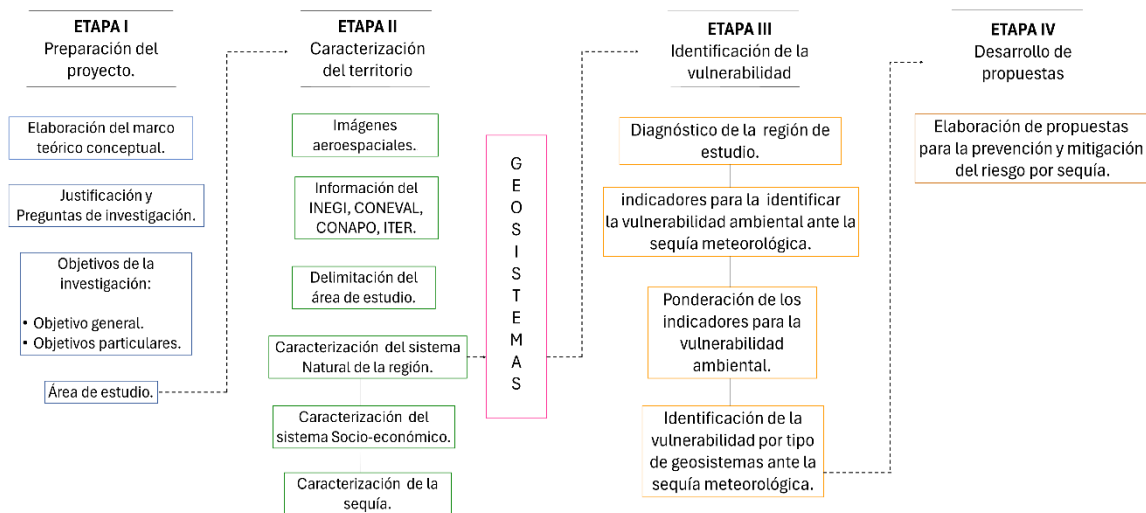 ETAPA I
Preparación del
proyecto.
Elaboración del marco
teórico conceptual.
Justificación y
Preguntas de investigación.
Objetivos de la
investigación:
• Objetivo general.
• Objetivos particulares.
Área de estudio.
ETAPA II
Caracterización
del territorio
Imágenes
aeroespaciales.
Información del
INEGI, CONEVAL,
CONAPO, ITER.
Delimitación del
área de estudio.
Caracterización del sistema
Natural de la región.
Caracterización del
sistema Socio-económico.
Caracterización de la
sequía.
G
E
O
S
I
S
T
E
M
A
S
ETAPA III
Identificación de la
vulnerabilidad
Diagnóstico de la región de
estudio.
indicadores para la identificar
la vulnerabilidad ambiental ante la
sequía meteorológica.
Ponderación de los
indicadores para la
vulnerabilidad
ambiental.
Identificación de la
vulnerabilidad por tipo
de geosistemas ante la
sequía meteorológica.
ETAPA IV
Desarrollo de
propuestas
Elaboración de propuestas
para la prevención y mitigación
del riesgo por sequía.